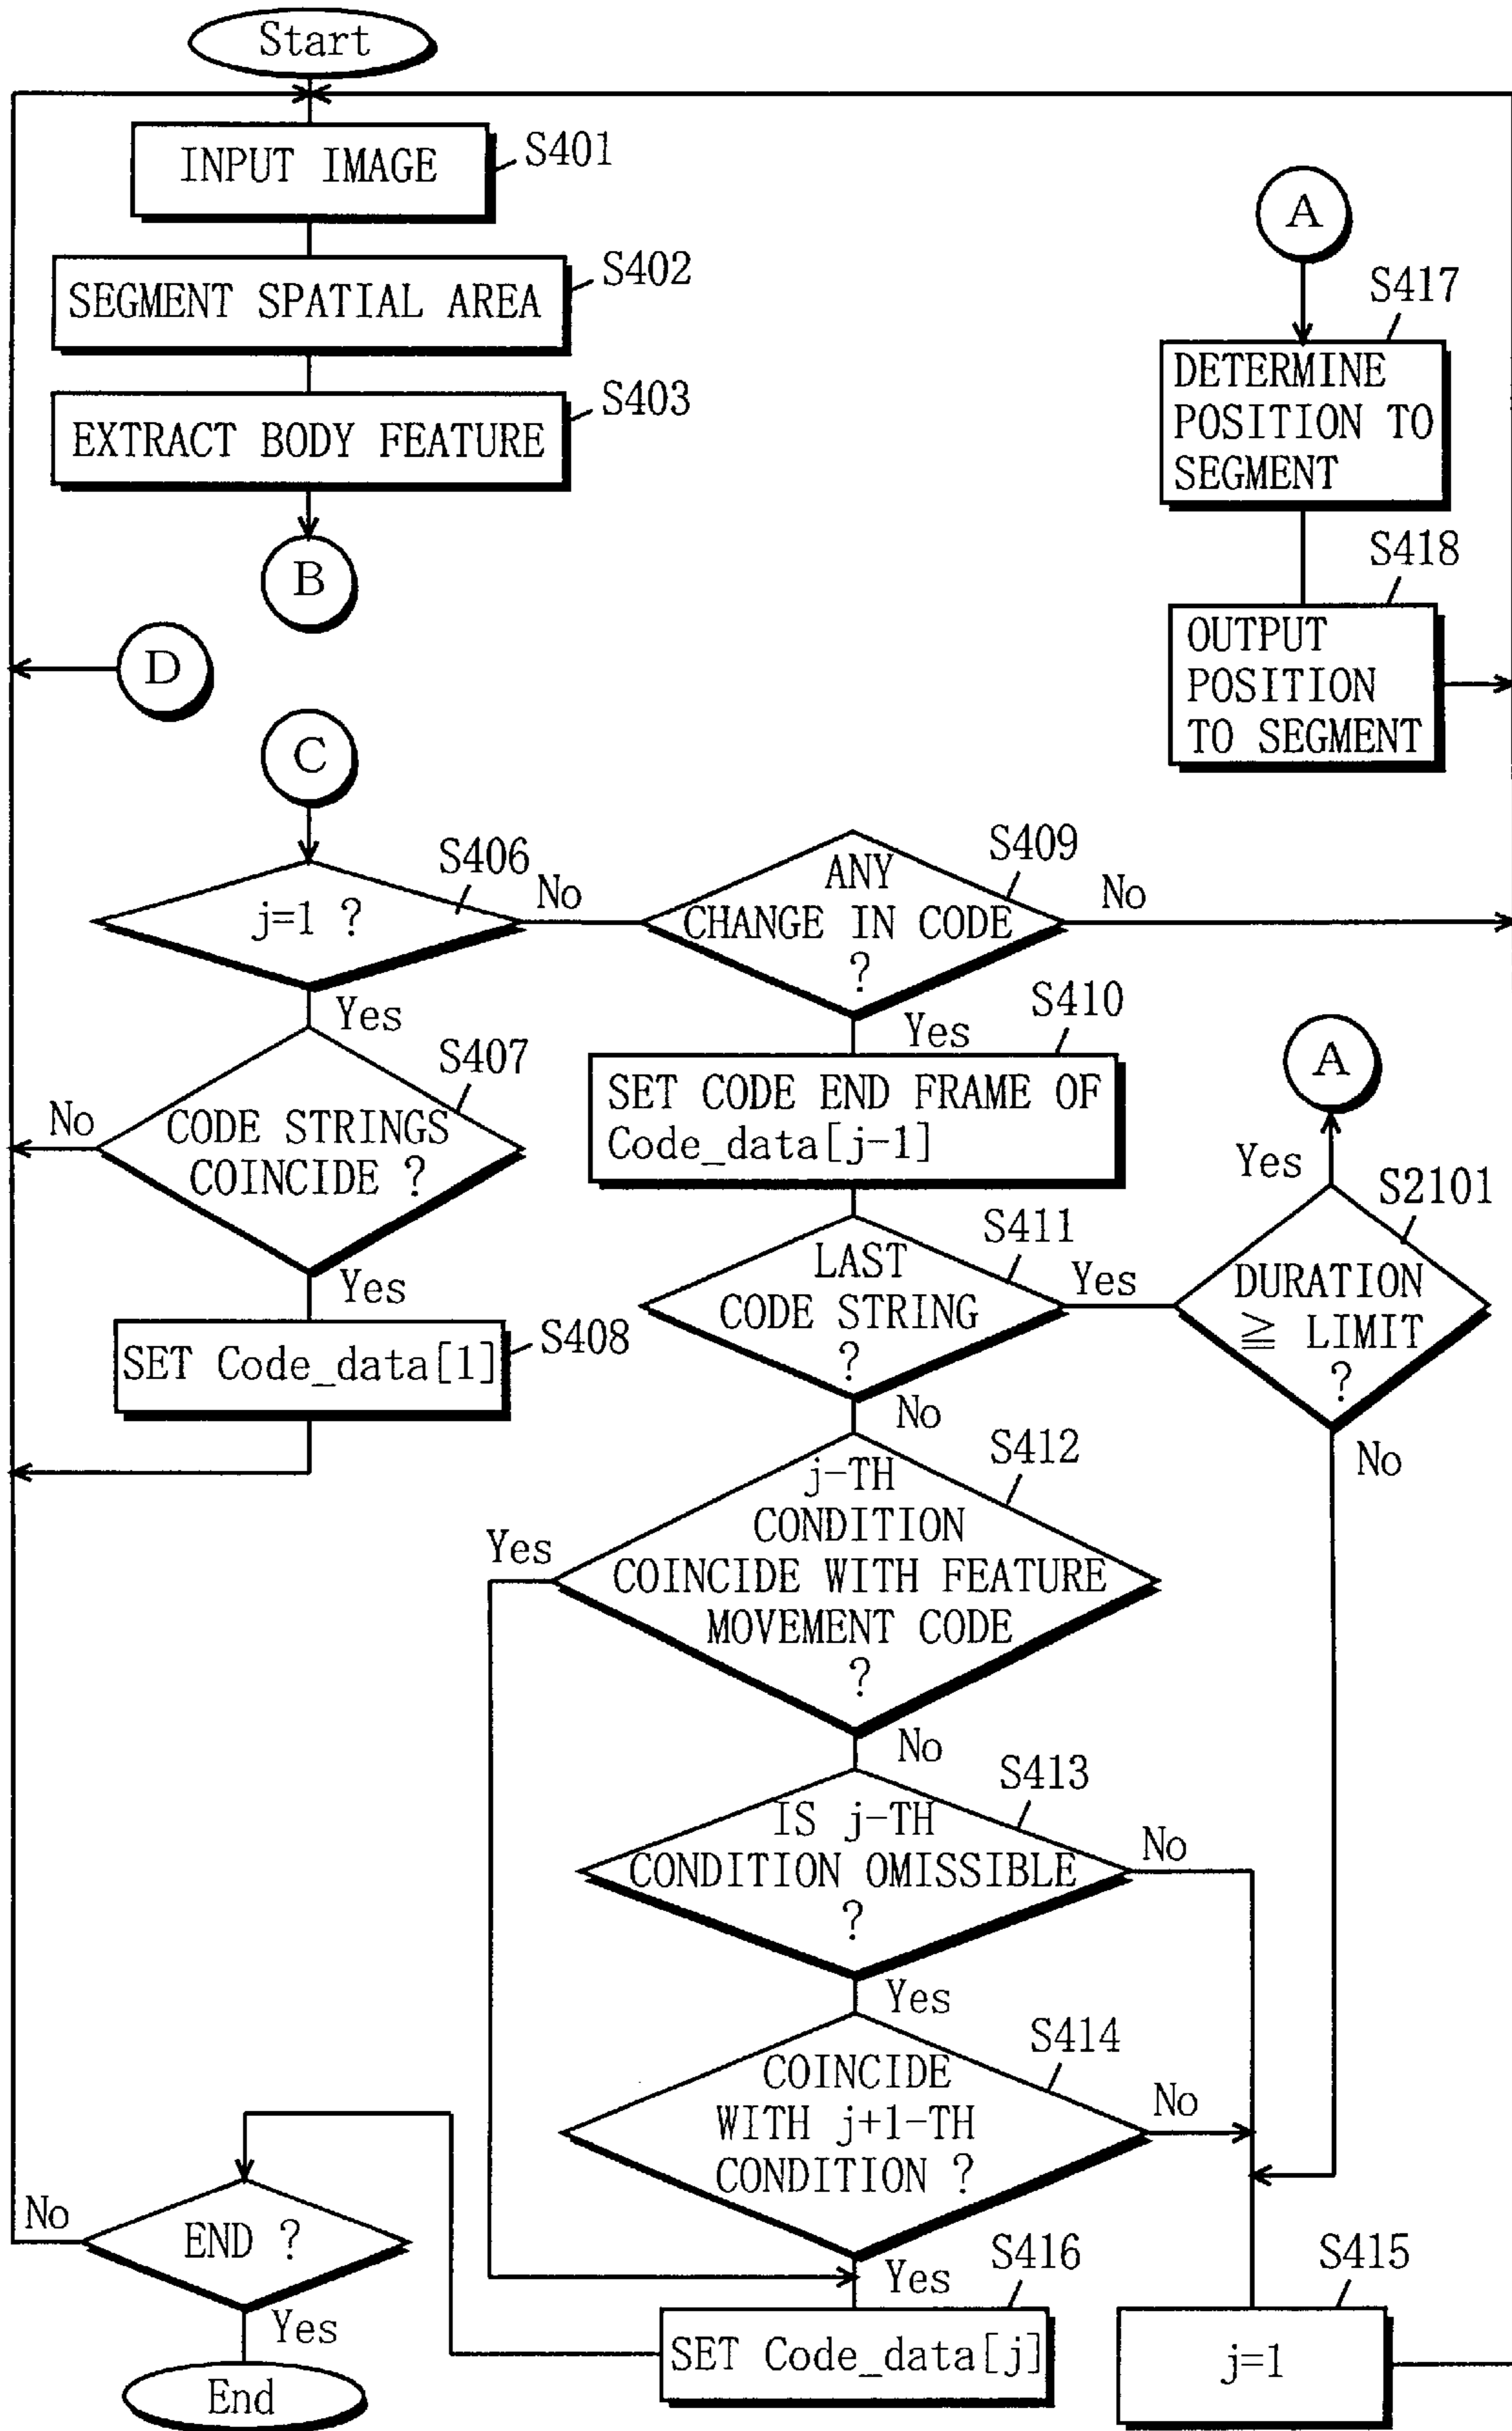 Start
INPUT IMAGE
S401
SEGMENT SPATIAL AREA
S402
EXTRACT BODY FEATURE
S403
B
D
A
S417
DETERMINE
POSITION TO
SEGMENT
S418
OUTPUT
POSITION
TO SEGMENT
C
S406
j=1 ?
No
Yes
S409
ANY
CHANGE IN CODE
?
No
Yes
S407
CODE STRINGS
COINCIDE ?
No
Yes
S408
SET Code_data[1]
S410
SET CODE END FRAME OF
Code_data[j-1]
S411
LAST
CODE STRING
?
Yes
No
A
Yes
S2101
DURATION
≧ LIMIT
?
No
S412
j-TH
CONDITION
COINCIDE WITH FEATURE
MOVEMENT CODE
?
Yes
No
S413
IS j-TH
CONDITION OMISSIBLE
?
No
Yes
S414
COINCIDE
WITH j+1-TH
CONDITION ?
No
Yes
S416
SET Code_data[j]
S415
j=1
END ?
No
Yes
End